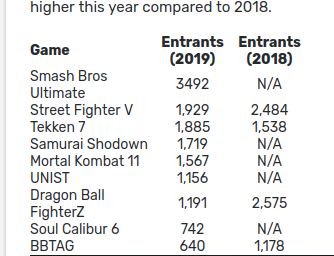 higher this year compared to 2018.
Game Entrants (2019) Entrants (2018)
Smash Bros Ultimate 3492 N/A
Street Fighter V 1,929 2,484
Tekken 7 1,885 1,538
Samurai Shodown 1,719 N/A
Mortal Kombat 11 1,567 N/A
UNIST 1,156 N/A
Dragon Ball FighterZ 1,191 2,575
Soul Calibur 6 742 N/A
BBTAG 640 1,178